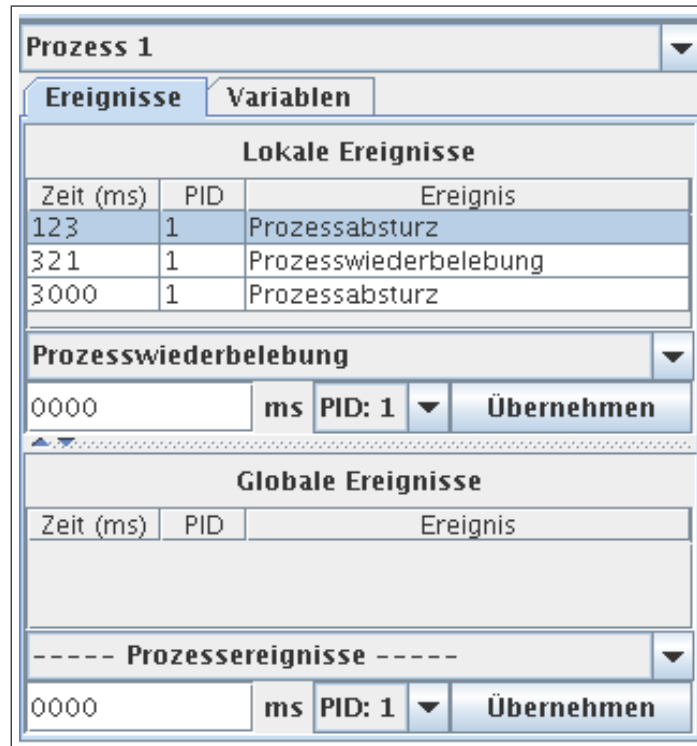 Prozess 1
Ereignisse Variablen
Lokale Ereignisse
Zeit (ms) PID Ereignis
123 1 Prozessabsturz
321 1 Prozesswiederbelebung
3000 1 Prozessabsturz
Prozesswiederbelebung
0000 ms PID: 1 Übernehmen
Globale Ereignisse
Zeit (ms) PID Ereignis
----- Prozessereignisse -----
0000 ms PID: 1 Übernehmen